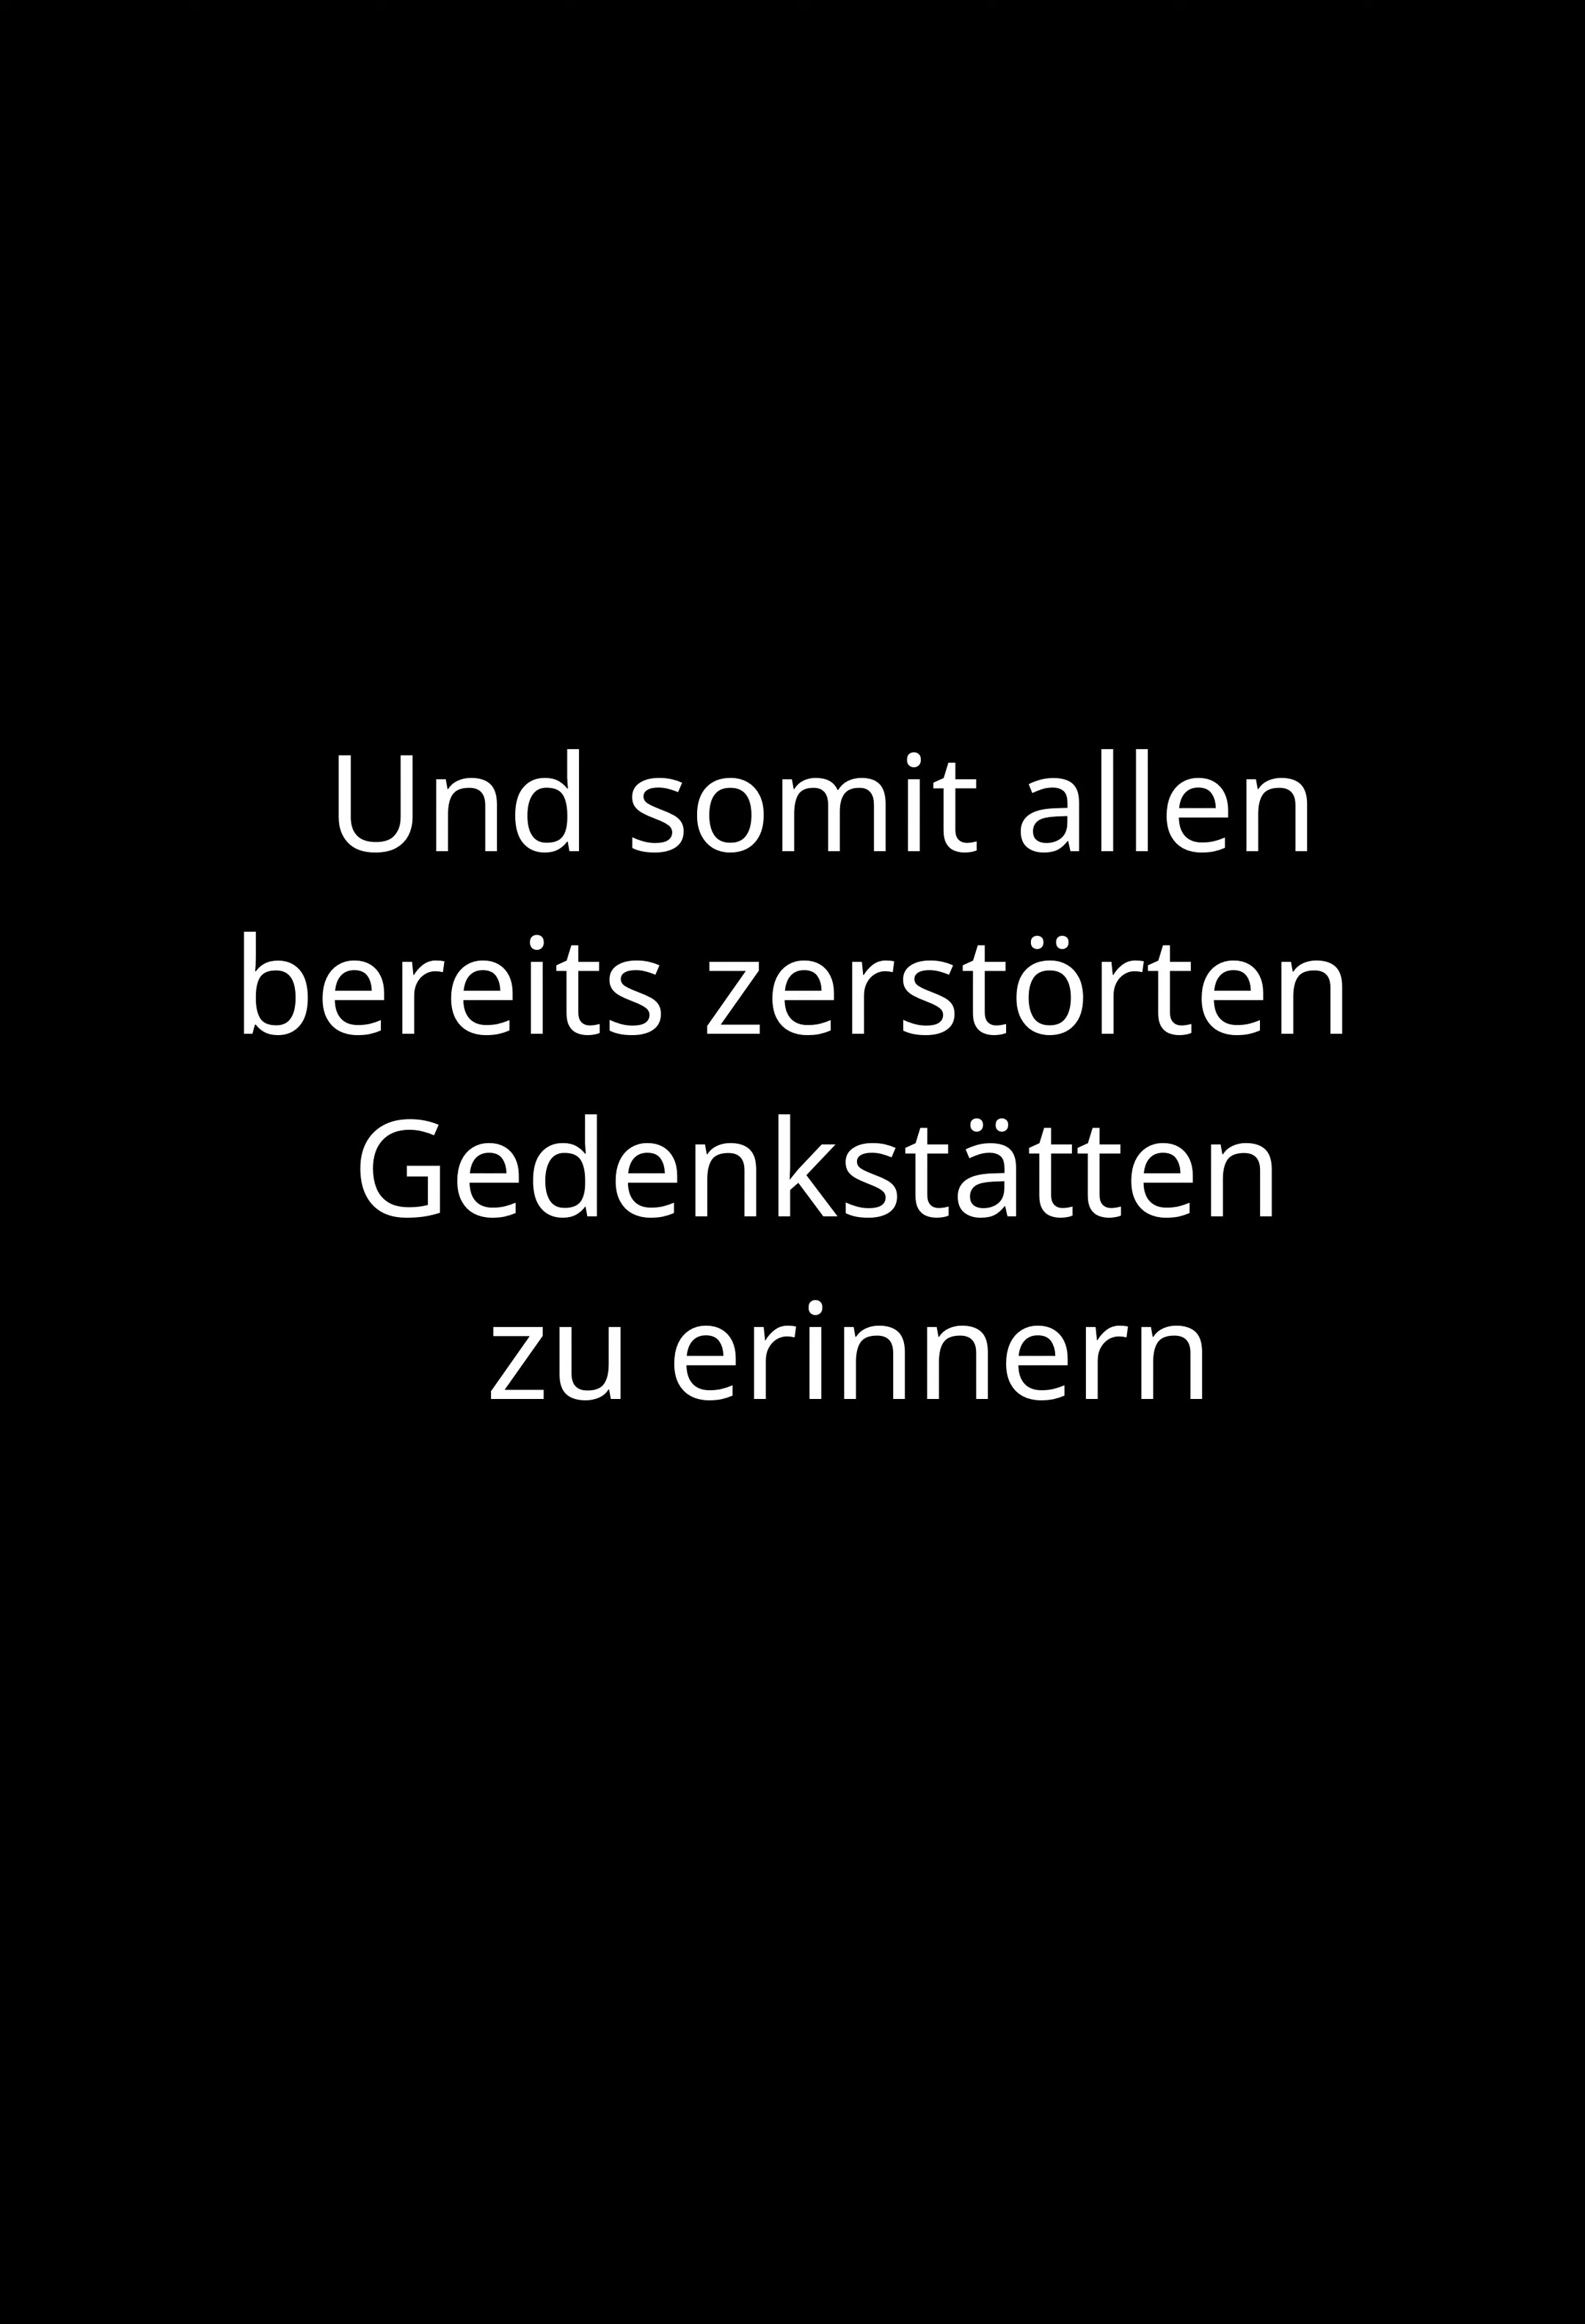 Und somit allen
bereits zerstörten
Gedenkstätten
zu erinnern